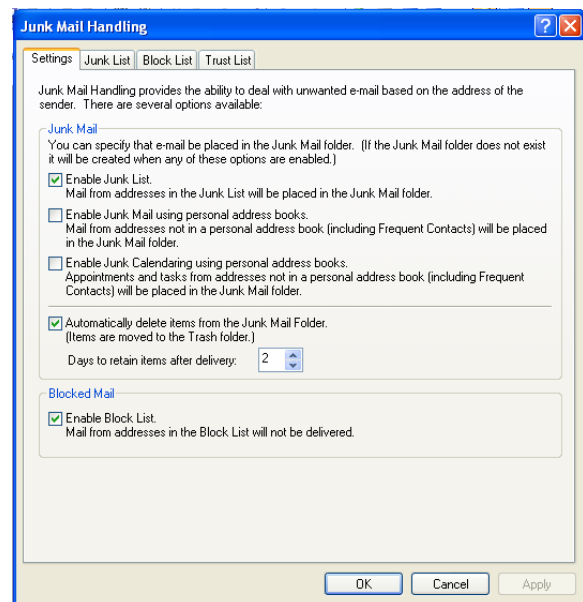 Junk Mail Handling
Settings Junk List Block List Trust List
Junk Mail Handling provides the ability to deal with unwanted e-mail based on the address of the
sender. There are several options available:
Junk Mail
You can specify that e-mail be placed in the Junk Mail folder. (If the Junk Mail folder does not exist
it will be created when any of these options are enabled.)
Enable Junk List.
Mail from addresses in the Junk List will be placed in the Junk Mail folder.
Enable Junk Mail using personal address books.
Mail from addresses not in a personal address book (including Frequent Contacts) will be placed
in the Junk Mail folder.
Enable Junk Calendaring using personal address books.
Appointments and tasks from addresses not in a personal address book (including Frequent
Contacts) will be placed in the Junk Mail folder.
Automatically delete items from the Junk Mail Folder.
(Items are moved to the Trash folder.)
Days to retain items after delivery: 2
Blocked Mail
Enable Block List.
Mail from addresses in the Block List will not be delivered.
OK Cancel Apply